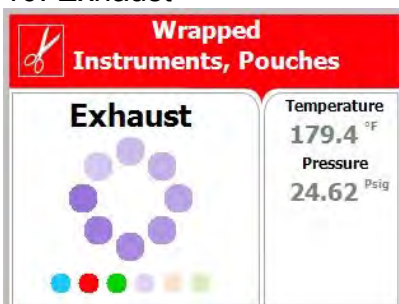 Wrapped
Instruments, Pouches
Exhaust
Temperature
179.4 °F
Pressure
24.62 Psig